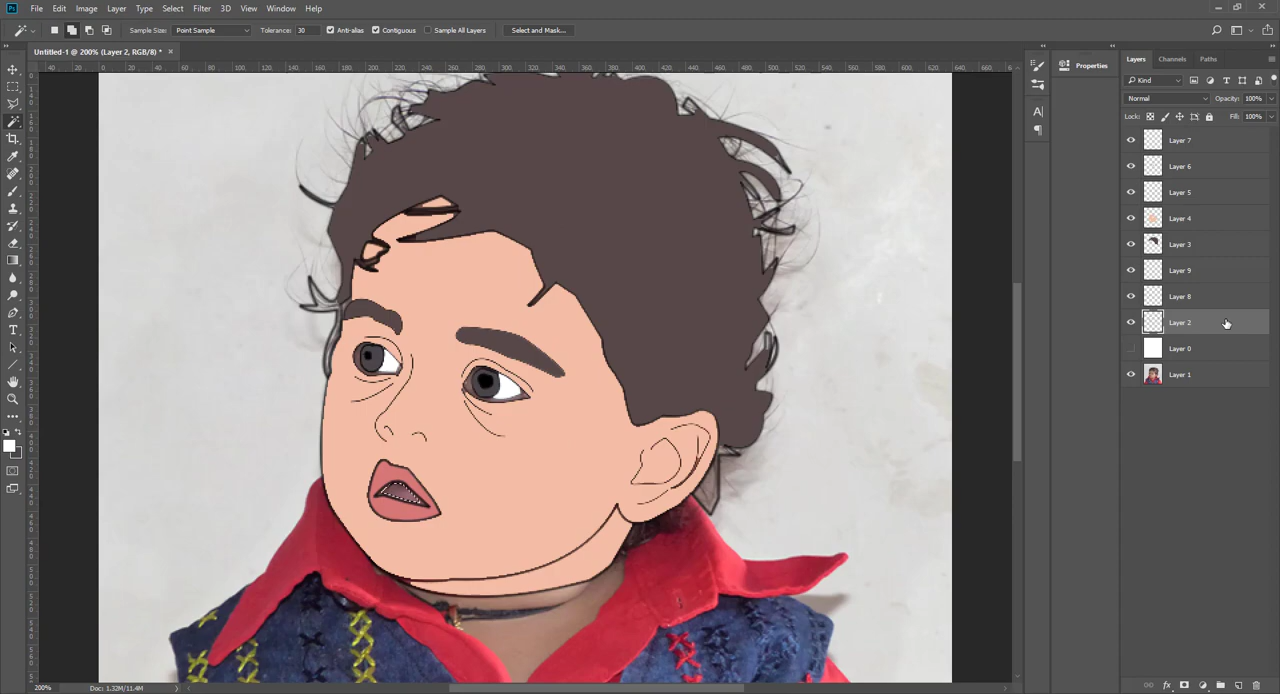 Ps File Edit Image Layer Type Select Filter 3D View Window Help
Sample Size: Point Sample Tolerance: 30 Anti-alias Contiguous Sample All Layers Select and Mask...
Untitled-1 @ 200% (Layer 2, RGB/8) * ×
Properties
Layers Channels Paths
Kind
Normal Opacity: 100%
Lock: Fill: 100%
Layer 7
Layer 6
Layer 5
Layer 4
Layer 3
Layer 9
Layer 8
Layer 2
Layer 0
Layer 1
200% Doc: 1.32M/11.4M